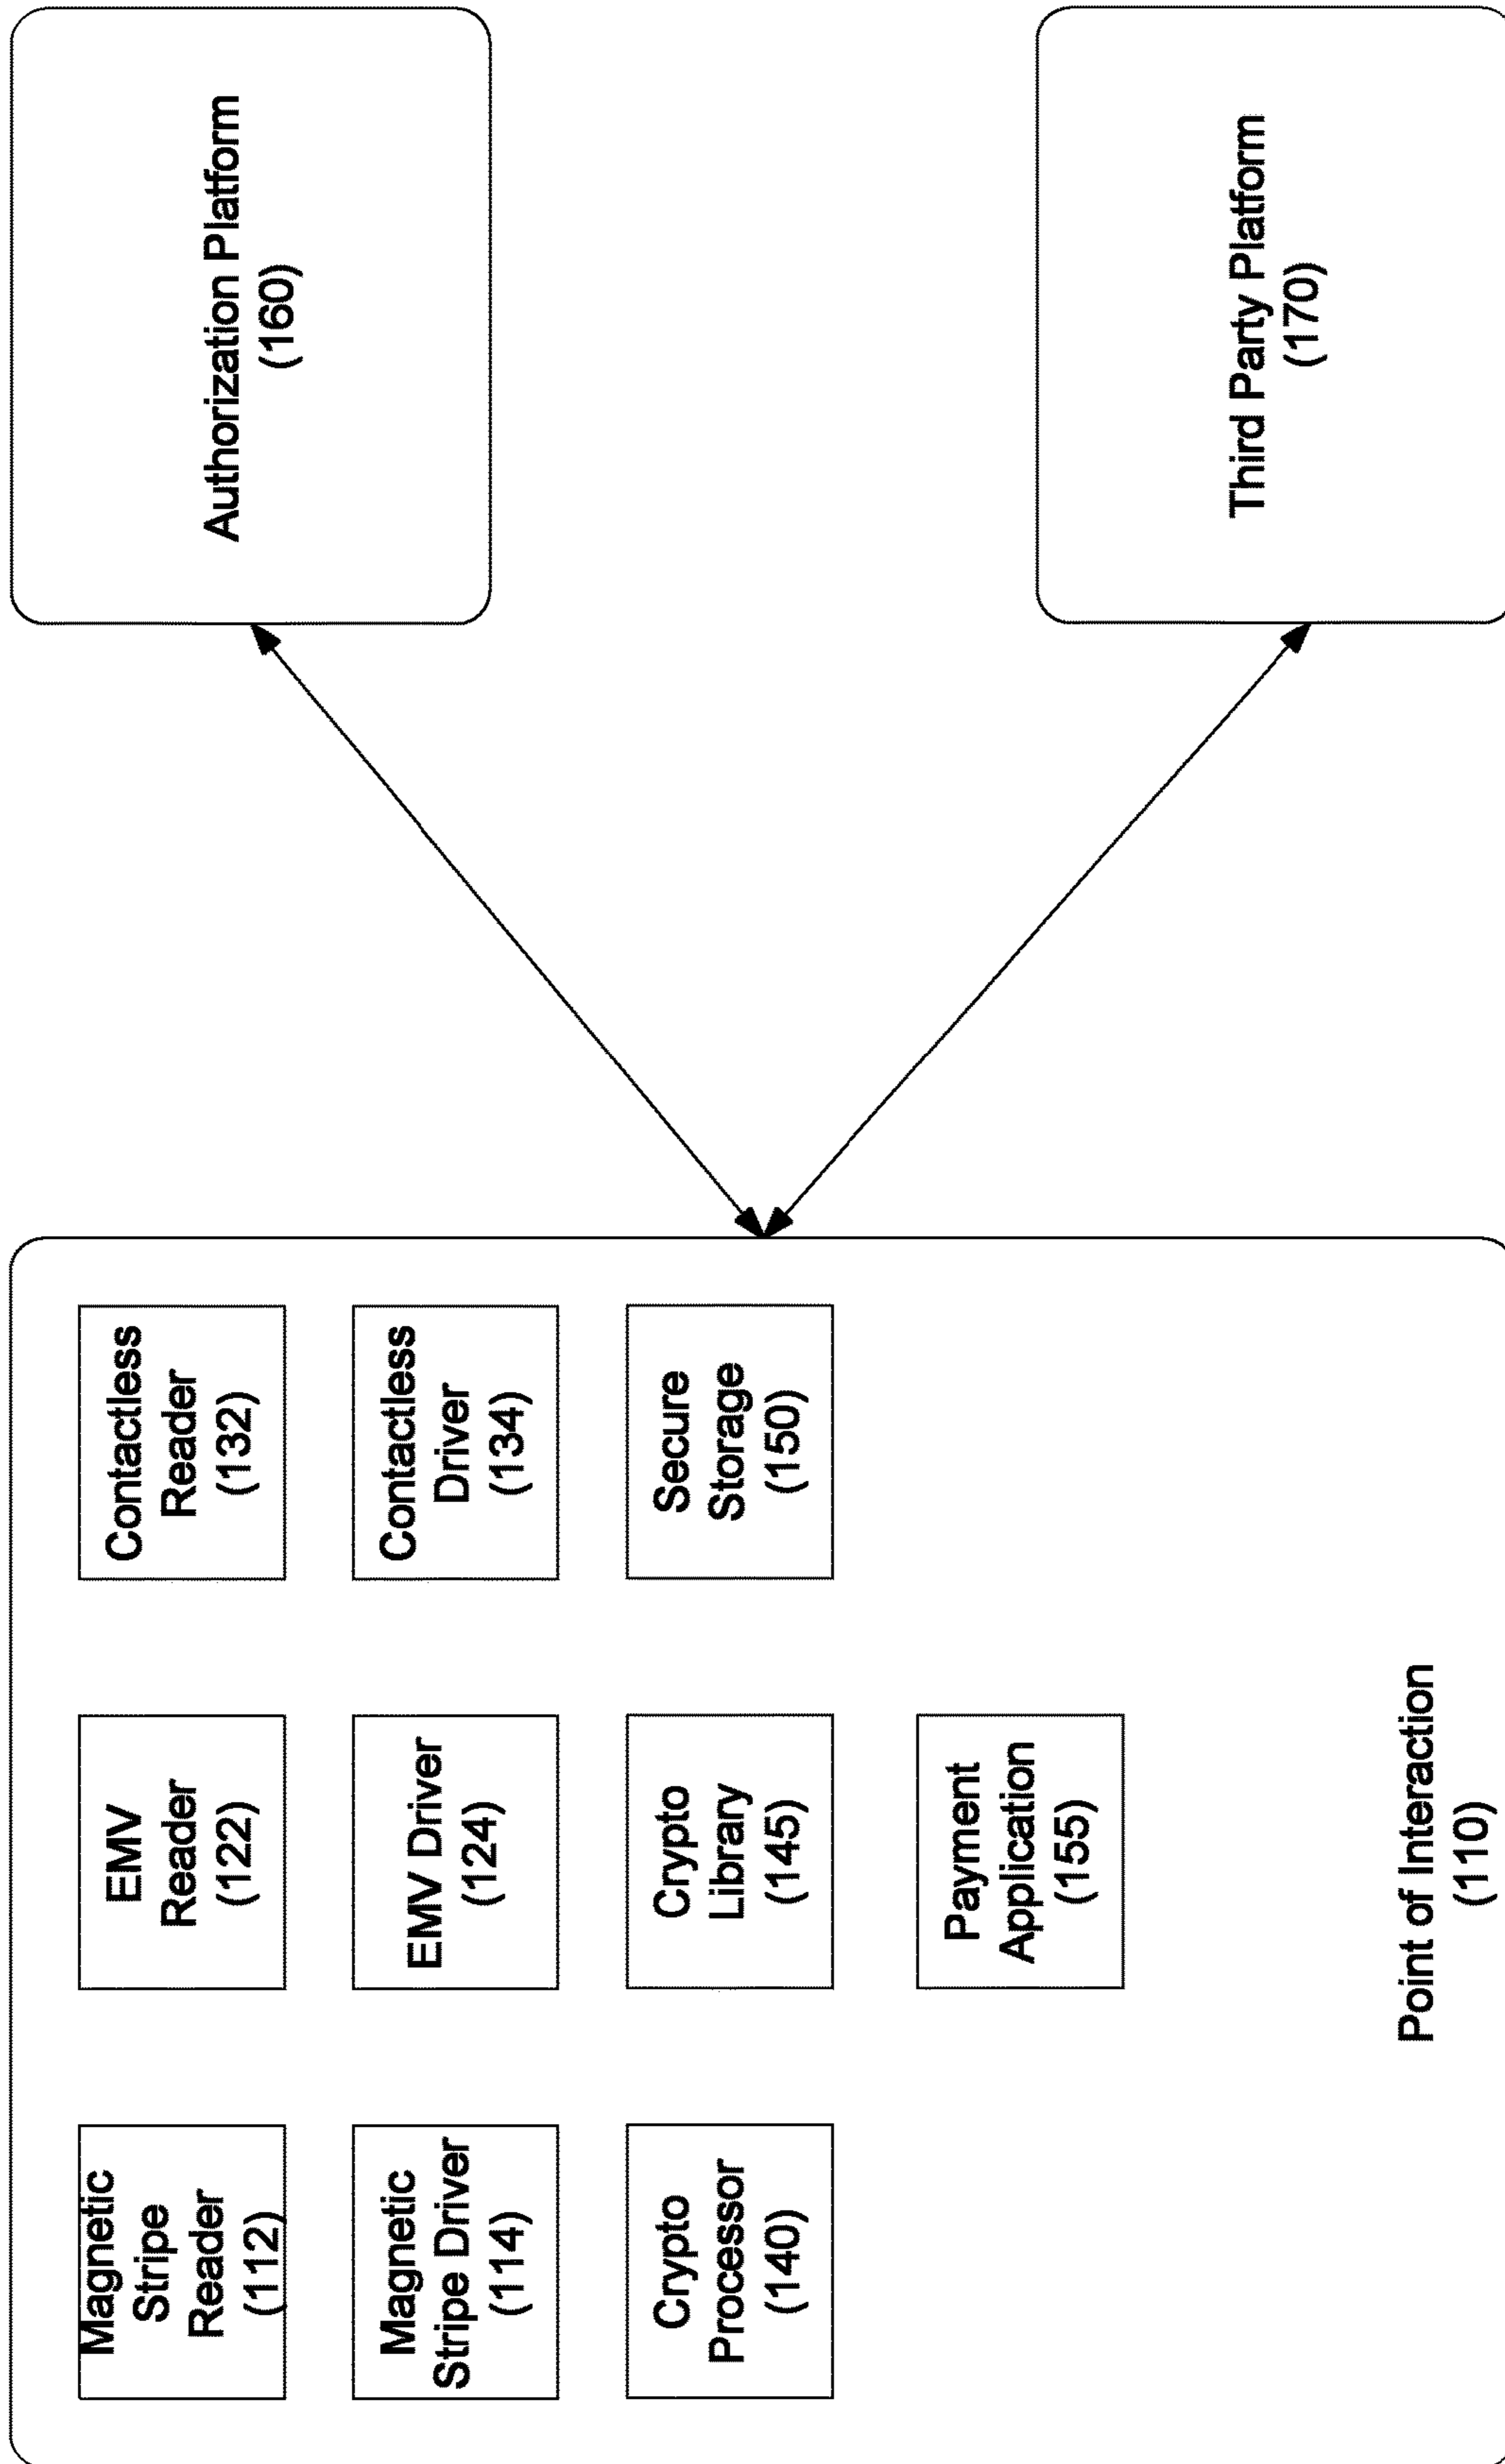 Magnetic
Stripe
Reader
(112)
EMV
Reader
(122)
Contactless
Reader
(132)
Magnetic
Stripe Driver
(114)
EMV Driver
(124)
Contactless
Driver
(134)
Crypto
Processor
(140)
Crypto
Library
(145)
Secure
Storage
(150)
Payment
Application
(155)
Point of Interaction
(110)
Authorization Platform
(160)
Third Party Platform
(170)